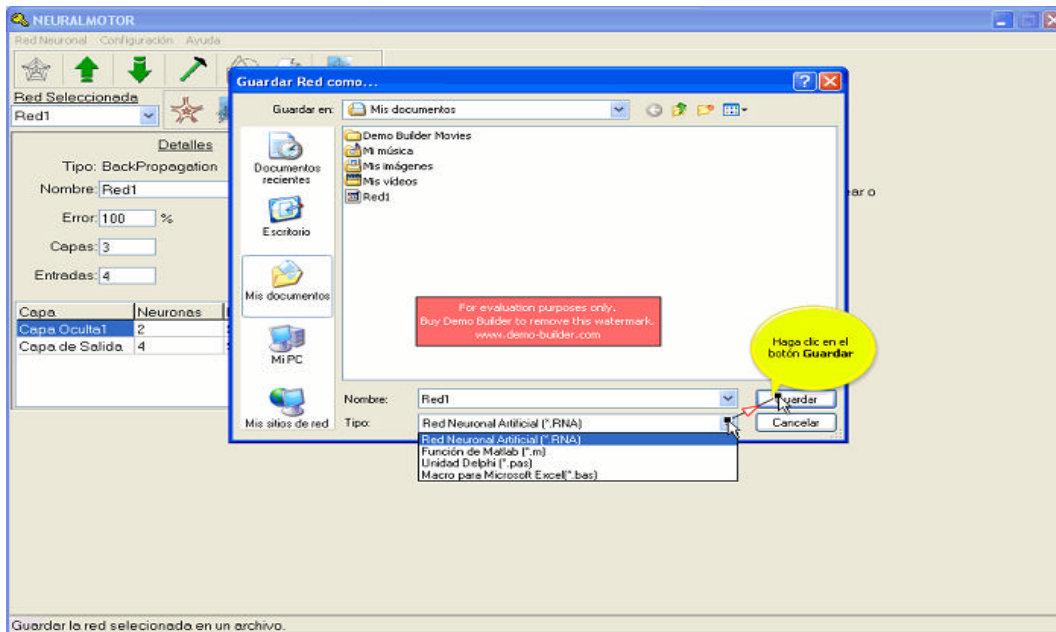 NEURALMOTOR
Red Neuronal Configuración Ayuda
Red Seleccionada
Red1
Detalles
Tipo: BackPropagation
Nombre: Red1
Error: 100 %
Capas: 3
Entradas: 4
Capa Neuronas
Capa Oculta1 2
Capa de Salida 4
Guardar Red como...
Guardar en: Mis documentos
Documentos recientes
Escritorio
Mis documentos
Mi PC
Mis sitios de red
Demo Builder Movies
Mi música
Mis imágenes
Mis vídeos
Red1
For evaluation purposes only.
Buy Demo Builder to remove this watermark.
www.demo-builder.com
Haga clic en el
botón Guardar
Nombre: Red1
Guardar
Tipo: Red Neuronal Artificial (*.RNA)
Cancelar
Red Neuronal Artificial (*.RNA)
Función de Matlab (*.m)
Unidad Delphi (*.pas)
Macro para Microsoft Excel(*.bas)
ear o
Guardar la red selecionada en un archivo.